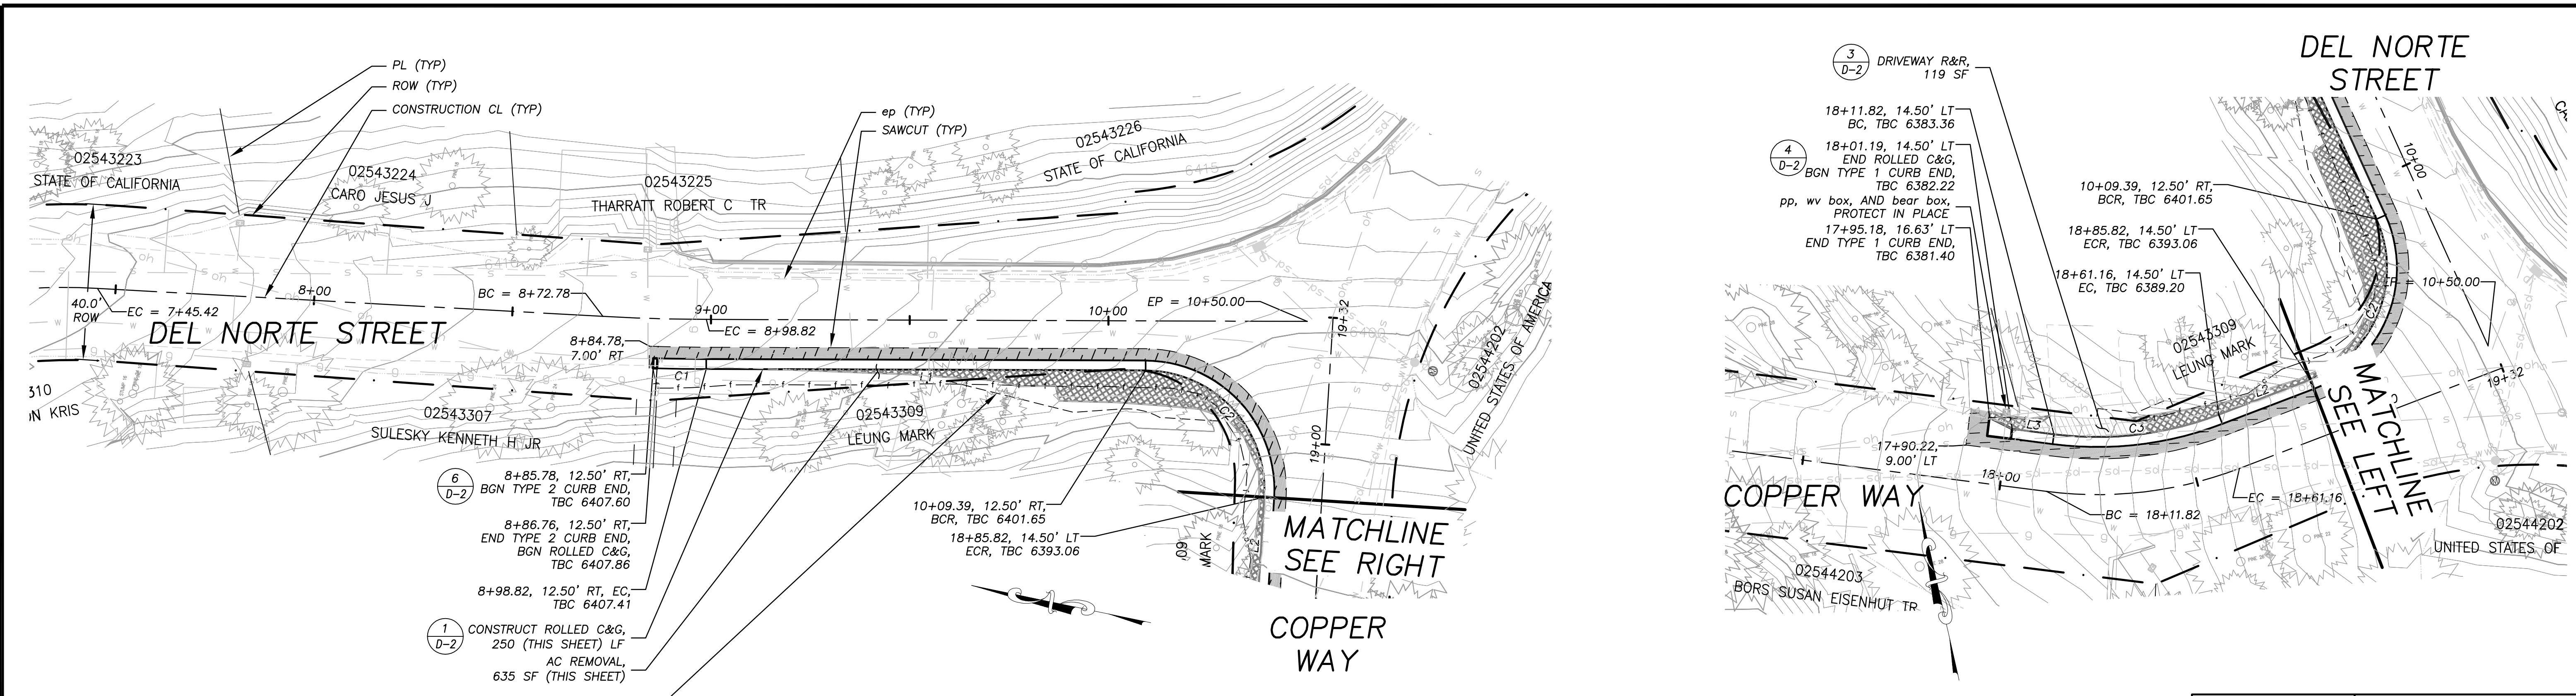 PL (TYP)
ROW (TYP)
CONSTRUCTION CL (TYP)
ep (TYP)
SAWCUT (TYP)
02543223
STATE OF CALIFORNIA
02543224
CARO JESUS J
02543225
THARRATT ROBERT C TR
02543226
STATE OF CALIFORNIA
6415
40.0'
ROW
EC = 7+45.42
8+00
BC = 8+72.78
9+00
EC = 8+98.82
10+00
EP = 10+50.00
19+32
DEL NORTE STREET
8+84.78,
7.00' RT
C1
L1
C2
L2
310
N KRIS
02543307
SULESKY KENNETH H JR
02543309
LEUNG MARK
02544202
UNITED STATES OF AMERICA
19+00
6
D-2
8+85.78, 12.50' RT,
BGN TYPE 2 CURB END,
TBC 6407.60
8+86.76, 12.50' RT,
END TYPE 2 CURB END,
BGN ROLLED C&G,
TBC 6407.86
8+98.82, 12.50' RT, EC,
TBC 6407.41
1
D-2
CONSTRUCT ROLLED C&G,
250 (THIS SHEET) LF
AC REMOVAL,
635 SF (THIS SHEET)
10+09.39, 12.50' RT,
BCR, TBC 6401.65
18+85.82, 14.50' LT
ECR, TBC 6393.06
09
MARK
MATCHLINE
SEE RIGHT
COPPER
WAY
DEL NORTE
STREET
3
D-2
DRIVEWAY R&R,
119 SF
18+11.82, 14.50' LT
BC, TBC 6383.36
4
D-2
18+01.19, 14.50' LT
END ROLLED C&G,
BGN TYPE 1 CURB END,
TBC 6382.22
pp, wv box, AND bear box,
PROTECT IN PLACE
17+95.18, 16.63' LT
END TYPE 1 CURB END,
TBC 6381.40
10+09.39, 12.50' RT,
BCR, TBC 6401.65
18+85.82, 14.50' LT
ECR, TBC 6393.06
18+61.16, 14.50' LT
EC, TBC 6389.20
10+00
EP = 10+50.00
C2
02543309
LEUNG MARK
19+32
L2
C3
L3
MATCHLINE
SEE LEFT
17+90.22,
9.00' LT
18+00
COPPER WAY
EC = 18+61.16
BC = 18+11.82
02544203
BORS SUSAN EISENHUT TR
02544202
UNITED STATES OF